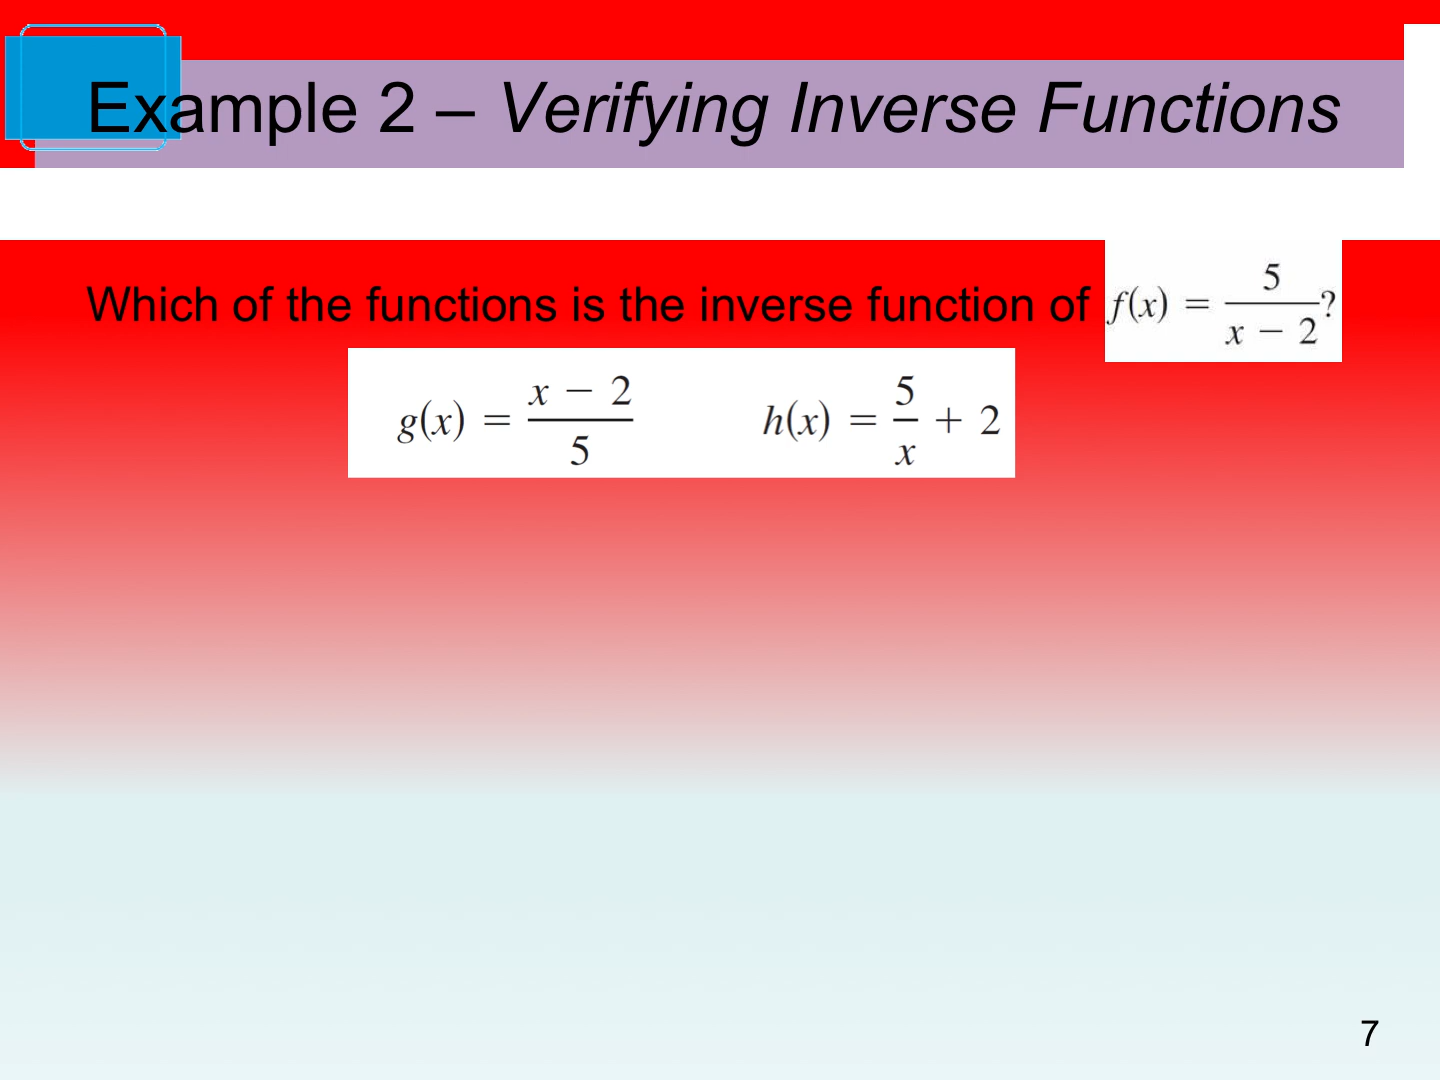 Example 2 – Verifying Inverse Functions
Which of the functions is the inverse function of f(x) = 5/(x − 2)?
g(x) = (x − 2)/5 h(x) = 5/x + 2
7